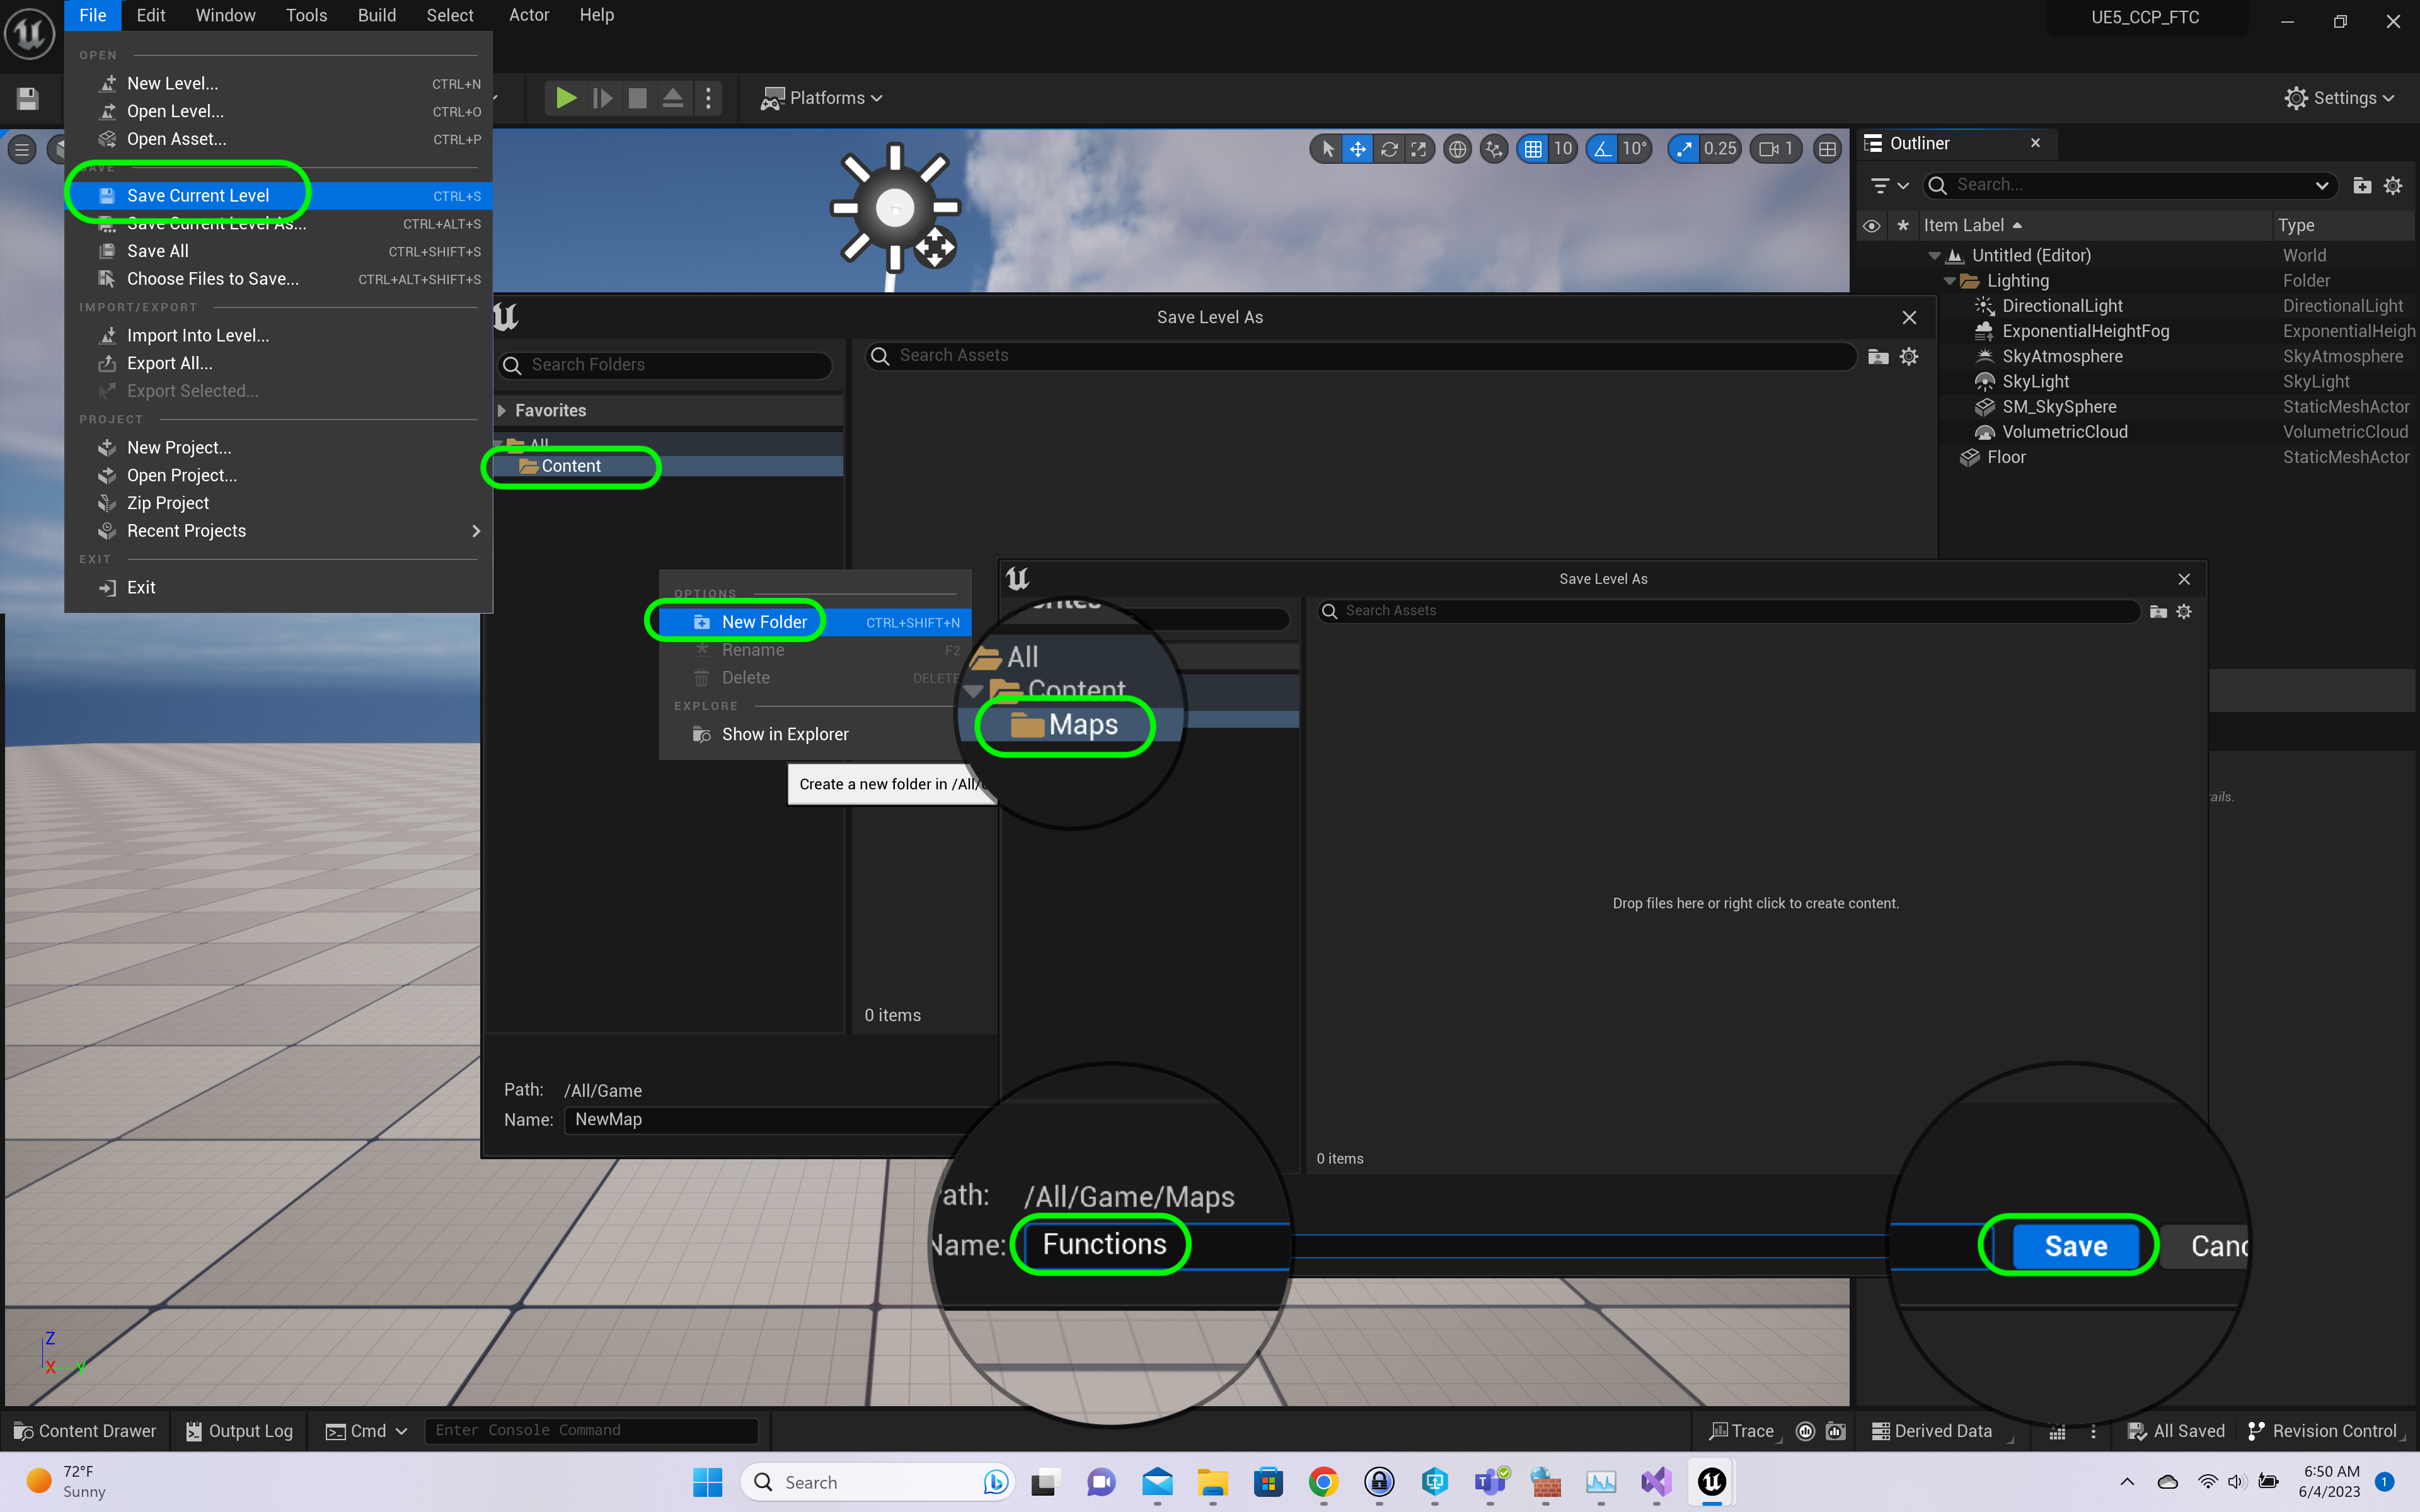 File Edit Window Tools Build Select Actor Help
UE5_CCP_FTC
OPEN
New Level... CTRL+N
Open Level... CTRL+O
Open Asset... CTRL+P
SAVE
Save Current Level CTRL+S
Save Current Level As... CTRL+ALT+S
Save All CTRL+SHIFT+S
Choose Files to Save... CTRL+ALT+SHIFT+S
IMPORT/EXPORT
Import Into Level...
Export All...
Export Selected...
PROJECT
New Project...
Open Project...
Zip Project
Recent Projects
EXIT
Exit
Platforms
Settings
10 10° 0.25 1
Outliner
Search...
Item Label Type
Untitled (Editor) World
Lighting Folder
DirectionalLight DirectionalLight
ExponentialHeightFog ExponentialHeigh
SkyAtmosphere SkyAtmosphere
SkyLight SkyLight
SM_SkySphere StaticMeshActor
VolumetricCloud VolumetricCloud
Floor StaticMeshActor
Save Level As
Search Folders
Search Assets
Favorites
All
Content
OPTIONS
New Folder CTRL+SHIFT+N
Rename F2
Delete DELETE
EXPLORE
Show in Explorer
Create a new folder in /All/
0 items
Path: /All/Game
Name: NewMap
Save Level As
Search Assets
All
Content
Maps
Drop files here or right click to create content.
ails.
0 items
ath: /All/Game/Maps
Name: Functions
Save Canc
Z
X Y
Content Drawer Output Log Cmd Enter Console Command
Trace Derived Data All Saved Revision Control
72°F
Sunny
Search
6:50 AM
6/4/2023
1